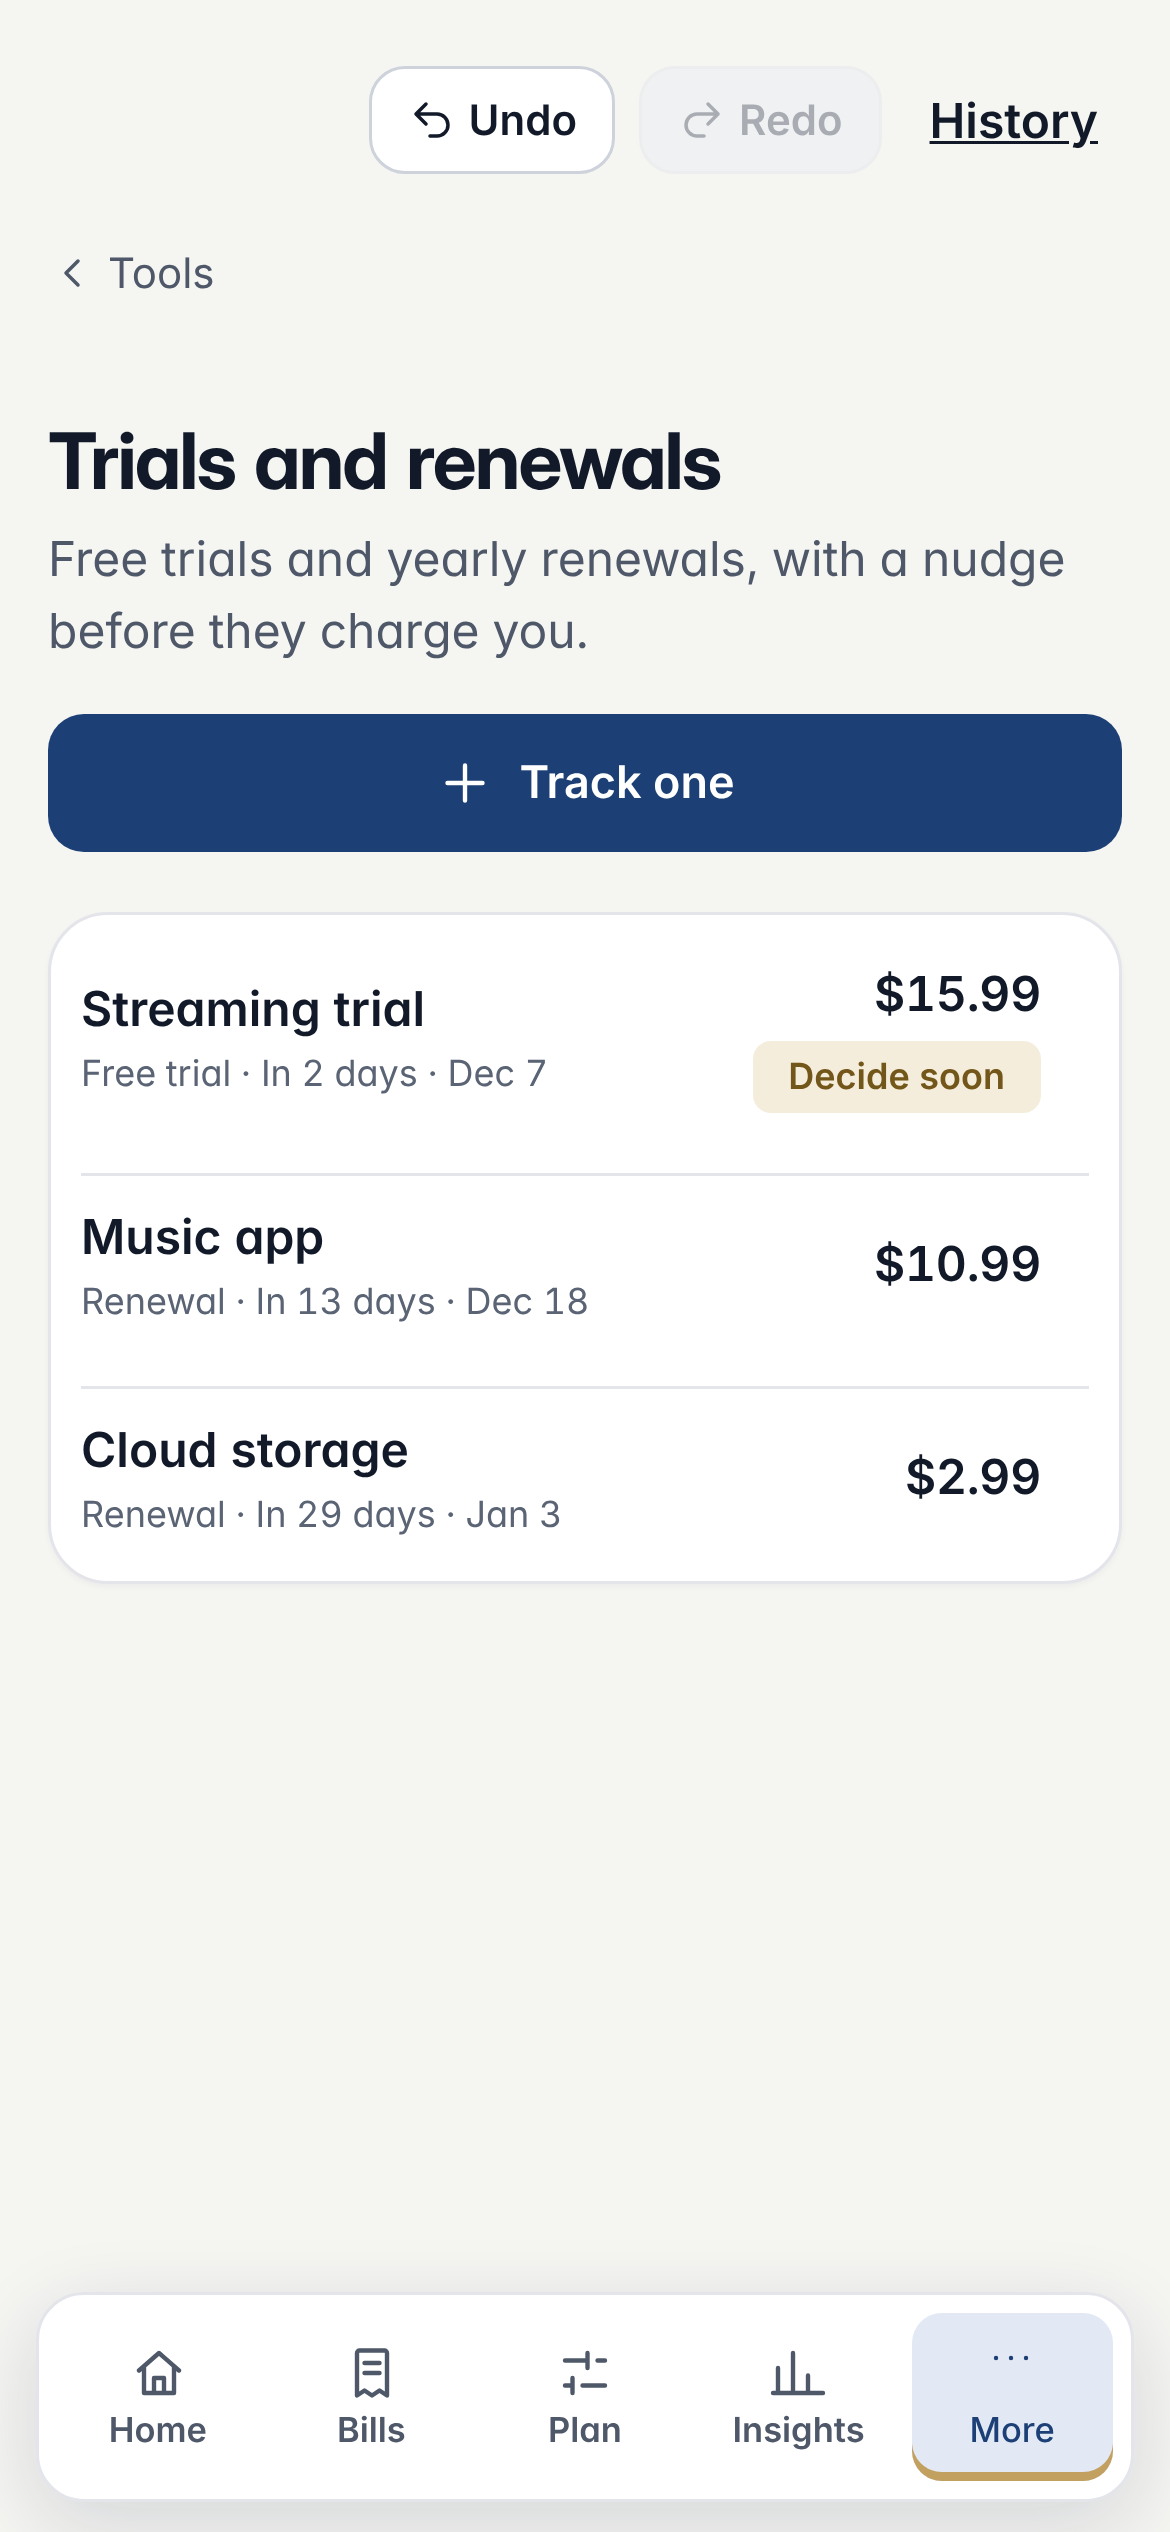 Undo
Redo
History
Tools
Trials and renewals
Free trials and yearly renewals, with a nudge
before they charge you.
Track one
Streaming trial
$15.99
Free trial · In 2 days · Dec 7
Decide soon
Music app
$10.99
Renewal · In 13 days · Dec 18
Cloud storage
$2.99
Renewal · In 29 days · Jan 3
Home
Bills
Plan
Insights
More